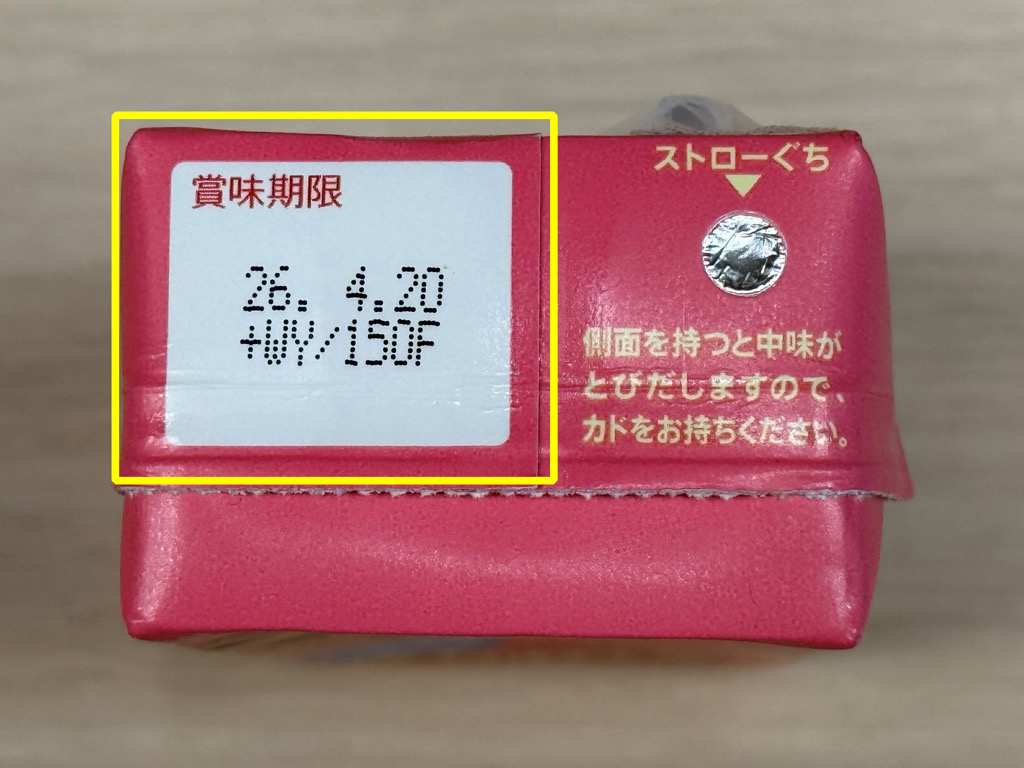 賞味期限
26. 4.20
+WY/150F
ストローぐち
側面を持つと中味が
とびだしますので、
カドをお持ちください。